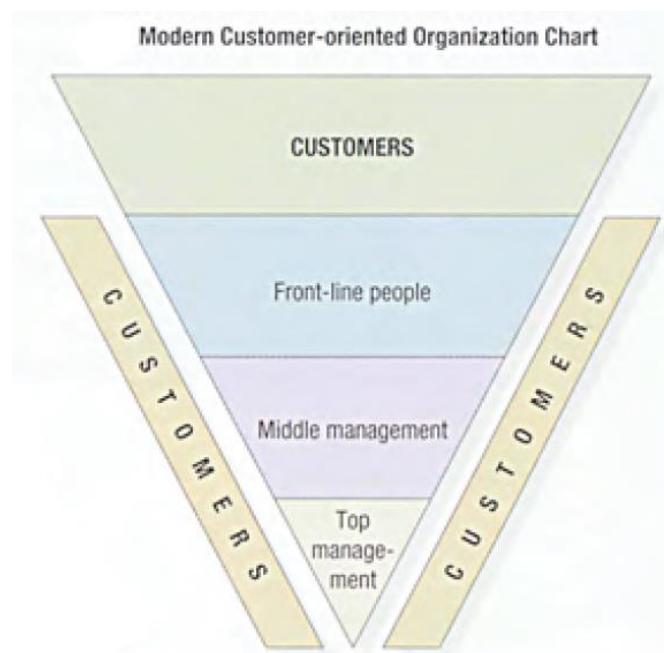 Modern Customer-oriented Organization Chart
CUSTOMERS
Front-line people
CUSTOMERS
CUSTOMERS
Middle management
Top
manage-
ment